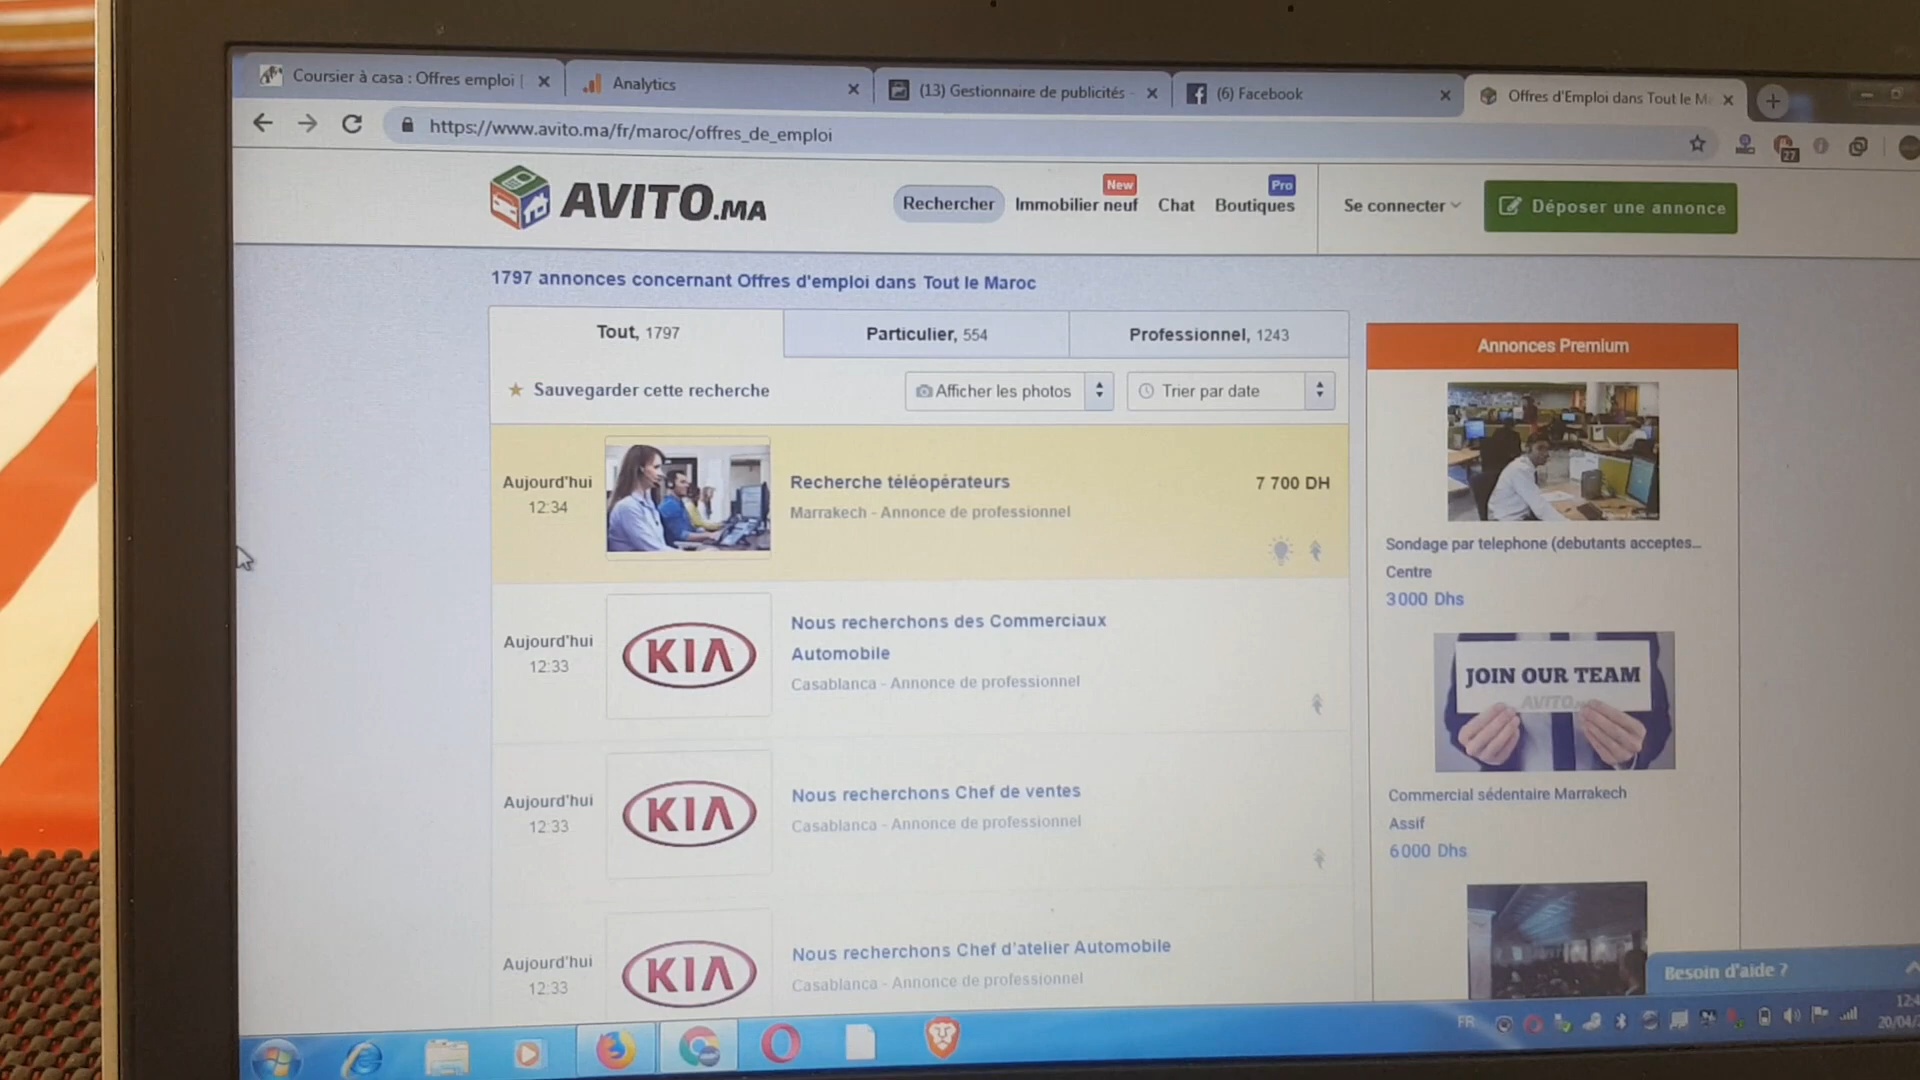 Coursier à casa : Offres emploi |
Analytics
(13) Gestionnaire de publicités -
(6) Facebook
Offres d'Emploi dans Tout le M
https://www.avito.ma/fr/maroc/offres_de_emploi
27
AVITO.MA
Rechercher
Immobilier neuf
New
Chat
Boutiques
Pro
Se connecter
Déposer une annonce
1797 annonces concernant Offres d'emploi dans Tout le Maroc
Tout, 1797
Particulier, 554
Professionnel, 1243
Sauvegarder cette recherche
Afficher les photos
Trier par date
Aujourd'hui
12:34
Recherche téléopérateurs
7 700 DH
Marrakech - Annonce de professionnel
Aujourd'hui
12:33
KIA
Nous recherchons des Commerciaux
Automobile
Casablanca - Annonce de professionnel
Aujourd'hui
12:33
KIA
Nous recherchons Chef de ventes
Casablanca - Annonce de professionnel
Aujourd'hui
12:33
KIA
Nous recherchons Chef d'atelier Automobile
Casablanca - Annonce de professionnel
Annonces Premium
Sondage par telephone (debutants acceptes...
Centre
3000 Dhs
JOIN OUR TEAM
AVITO
Commercial sédentaire Marrakech
Assif
6000 Dhs
Besoin d'aide ?
FR
12:4
20/04/